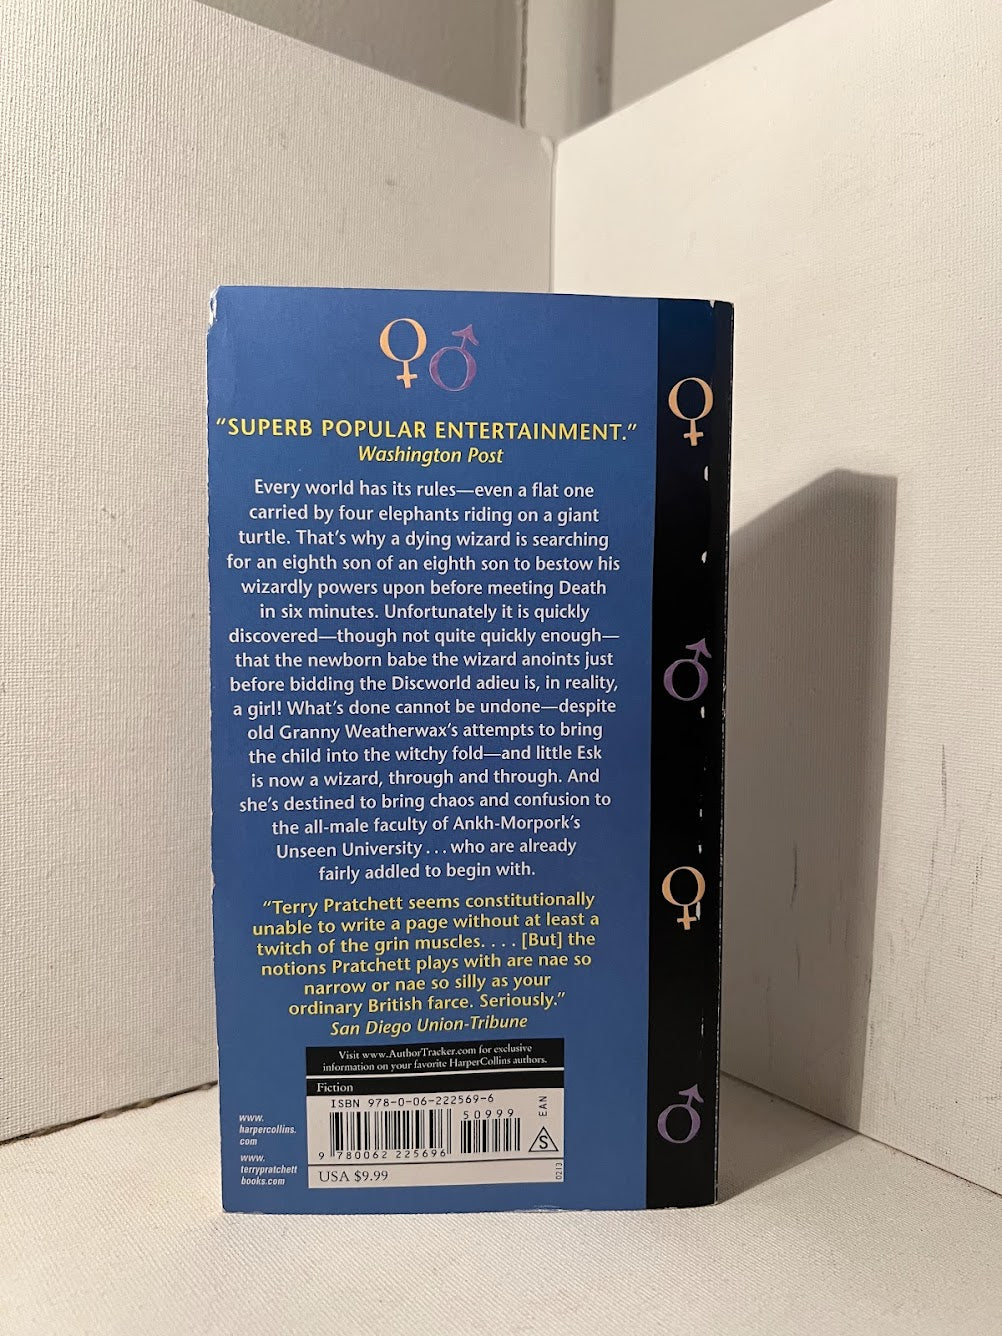 “SUPERB POPULAR ENTERTAINMENT.”
Washington Post
Every world has its rules—even a flat one
carried by four elephants riding on a giant
turtle. That’s why a dying wizard is searching
for an eighth son of an eighth son to bestow his
wizardly powers upon before meeting Death
in six minutes. Unfortunately it is quickly
discovered—though not quite quickly enough—
that the newborn babe the wizard anoints just
before bidding the Discworld adieu is, in reality,
a girl! What’s done cannot be undone—despite
old Granny Weatherwax’s attempts to bring
the child into the witchy fold—and little Esk
is now a wizard, through and through. And
she’s destined to bring chaos and confusion to
the all-male faculty of Ankh-Morpork’s
Unseen University . . . who are already
fairly addled to begin with.
“Terry Pratchett seems constitutionally
unable to write a page without at least a
twitch of the grin muscles. . . . [But] the
notions Pratchett plays with are nae so
narrow or nae so silly as your
ordinary British farce. Seriously.”
San Diego Union-Tribune
Visit www.AuthorTracker.com for exclusive
information on your favorite HarperCollins authors.
Fiction
ISBN 978-0-06-222569-6
50999
EAN
S
9 780062 225696
USA $9.99
0213
www.
harpercollins.
com
www.
terrypratchett
books.com